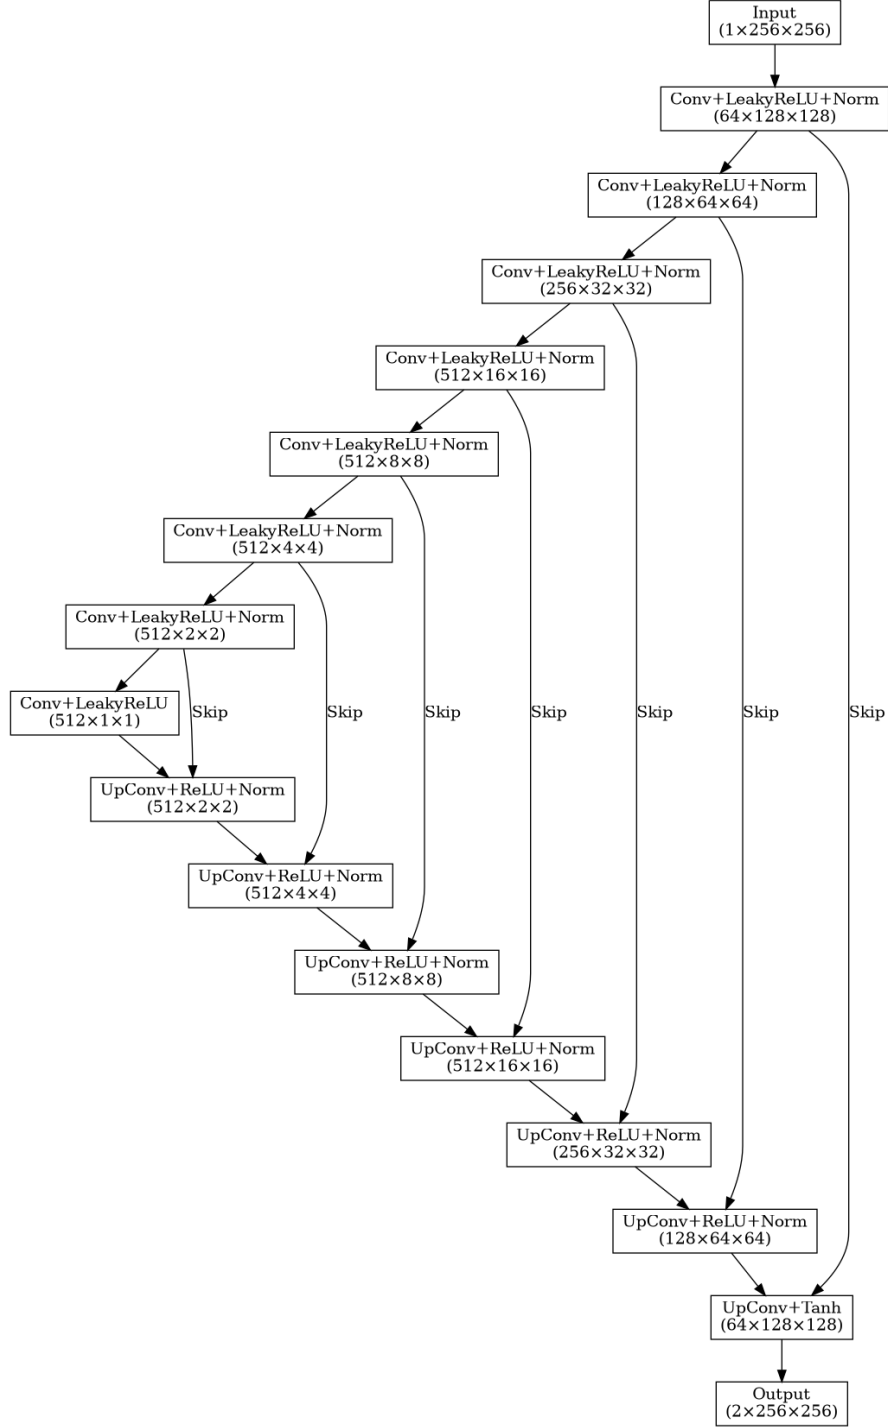 Input
(1×256×256)
Conv+LeakyReLU+Norm
(64×128×128)
Conv+LeakyReLU+Norm
(128×64×64)
Conv+LeakyReLU+Norm
(256×32×32)
Conv+LeakyReLU+Norm
(512×16×16)
Conv+LeakyReLU+Norm
(512×8×8)
Conv+LeakyReLU+Norm
(512×4×4)
Conv+LeakyReLU+Norm
(512×2×2)
Conv+LeakyReLU
(512×1×1)
Skip
Skip
Skip
Skip
Skip
Skip
Skip
UpConv+ReLU+Norm
(512×2×2)
UpConv+ReLU+Norm
(512×4×4)
UpConv+ReLU+Norm
(512×8×8)
UpConv+ReLU+Norm
(512×16×16)
UpConv+ReLU+Norm
(256×32×32)
UpConv+ReLU+Norm
(128×64×64)
UpConv+Tanh
(64×128×128)
Output
(2×256×256)